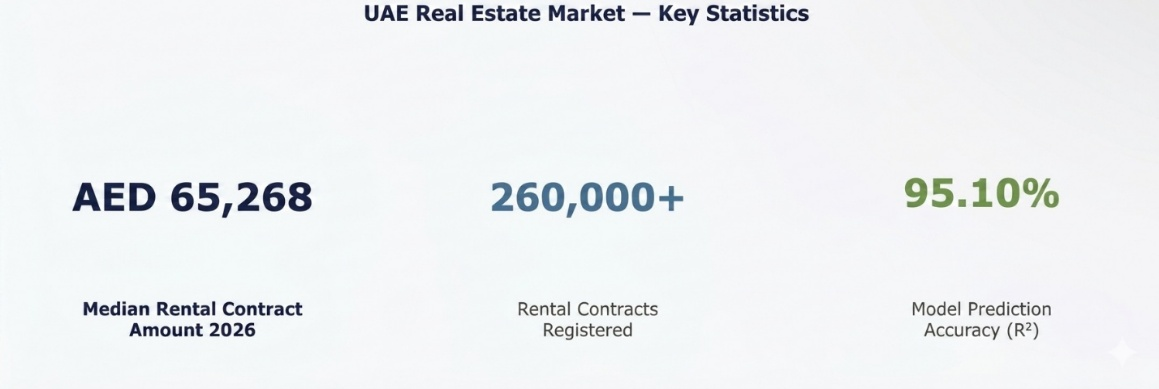 UAE Real Estate Market — Key Statistics
AED 65,268
260,000+
95.10%
Median Rental Contract
Amount 2026
Rental Contracts
Registered
Model Prediction
Accuracy (R²)